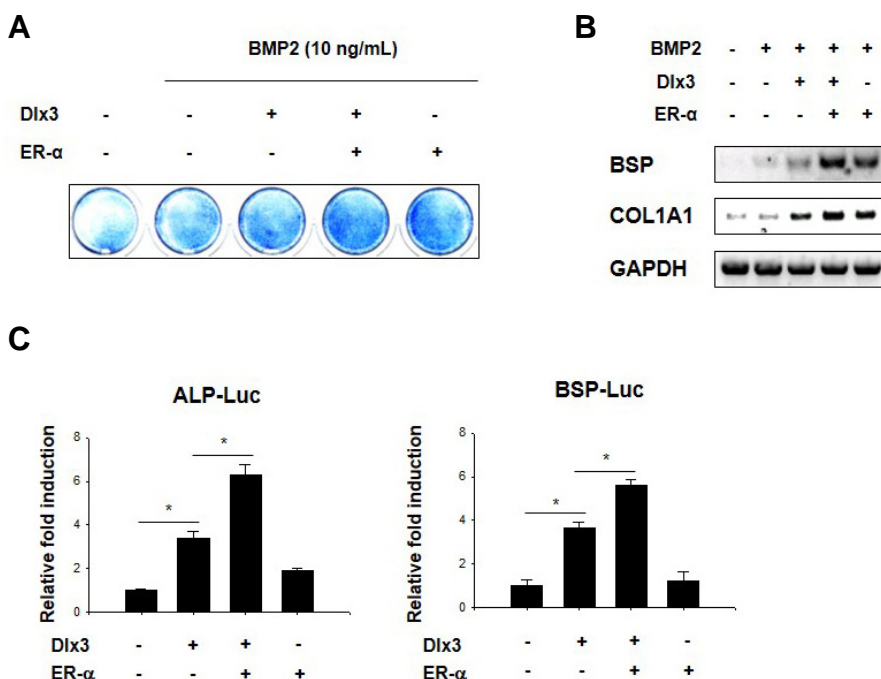 A
BMP2 (10 ng/mL)
Dlx3 - - + + -
ER-α - - - + +
B
BMP2 - + + + +
Dlx3 - - + + -
ER-α - - - + +
BSP
COL1A1
GAPDH
C
ALP-Luc
Relative fold induction
8
6
4
2
0
*
*
Dlx3 - + + -
ER-α - - + +
BSP-Luc
Relative fold induction
8
6
4
2
0
*
*
Dlx3 - + + -
ER-α - - + +